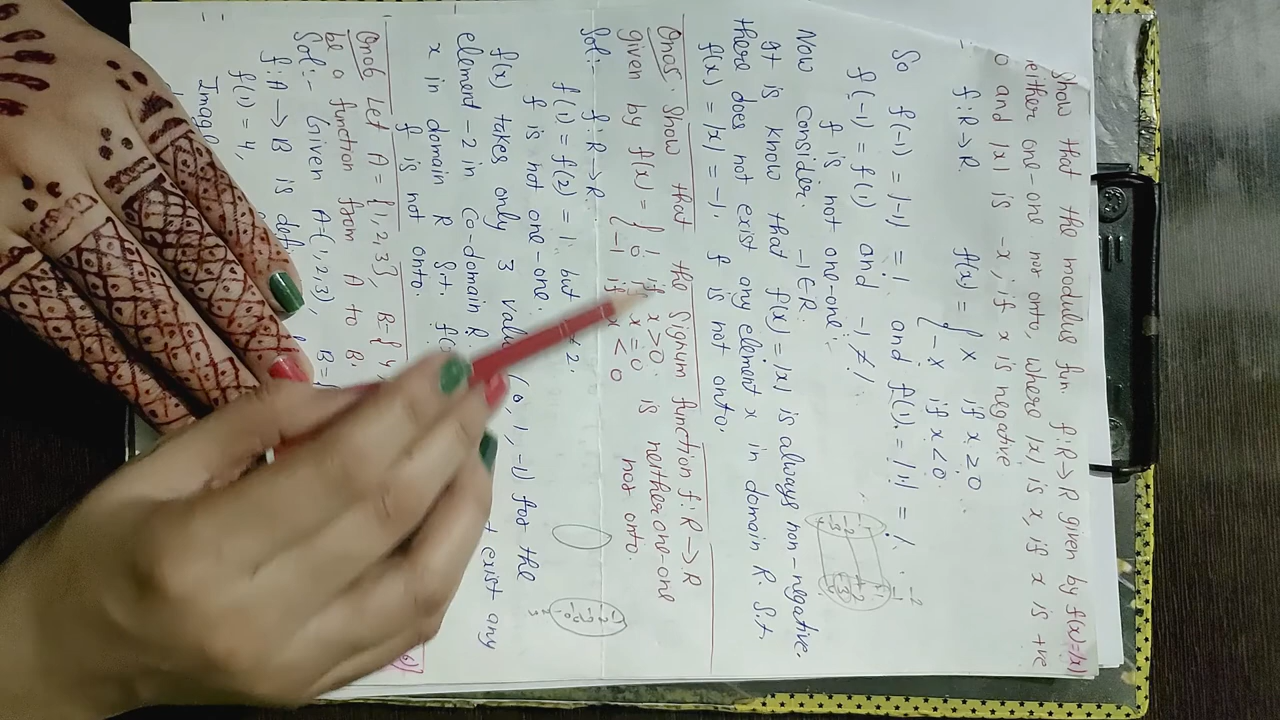 Show that the modulus fun. f: R → R given by f(x) = |x|
neither one-one nor onto, where |x| is x, if x is +ve
0 and |x| is -x, if x is negative
f: R → R. f(x) = { x if x ≥ 0
{ -x if x < 0.
So f(-1) = |-1| = 1. and f(1) = |1| = 1.
f(-1) = f(1) and -1 ≠ 1
f is not one-one.
Now Consider -1 ∈ R.
It is know that f(x) = |x| is always non-negative.
there does not exist any element x in domain R S.t.
f(x) = |x| = -1. f is not onto.
Qno5. Show that the Signum function f: R → R
given by f(x) = { 1 if x > 0
0 if x = 0 is neither one-one
{ -1 if x < 0 nor onto.
Sol:- f: R → R.
f(1) = f(2) = 1. but ≠ 2.
f is not one-one.
f(x) takes only 3 (0, 1, -1) for the
element -2 in Co-domain R exist any
x in domain R S.t.
f is not onto.
Qno6 Let A = {1, 2, 3}, B = { 4
be a function from A to B.
Sol:- Given A = {1, 2, 3}, B = {
f: A → B is
f(1) = 4,